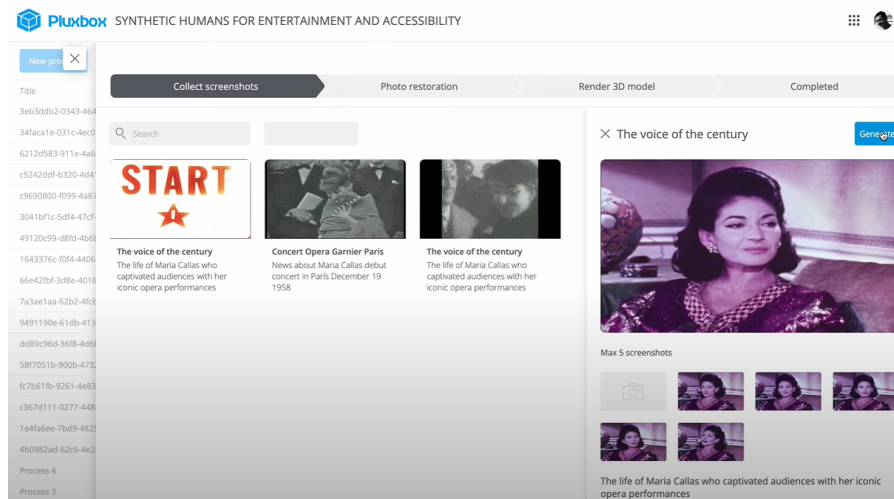 Pluxbox SYNTHETIC HUMANS FOR ENTERTAINMENT AND ACCESSIBILITY
New pro
Collect screenshots
Photo restoration
Render 3D model
Completed
Title
3eb3ddb2-0343-464
34faca1e-031c-4ec0
6212d583-911e-4a6
c5242ddf-b320-4d4
c9690800-f099-4a87
3041bf1c-5df4-47cf-
49120c99-d8fd-4b6
1643376c-f0f4-4406
66e42fbf-3d8e-4016
7a3ae1aa-62b2-4fc6
9491190e-61db-413
dd89c96d-36f8-4d6
58f7051b-900b-473
fc7b61fb-9261-4e83
c367d111-0277-448
1e4fa6ee-7bd9-482
4b0982ad-62c6-4e2
Process 4
Process 3
Search
START
The voice of the century
The life of Maria Callas who
captivated audiences with her
iconic opera performances
Concert Opera Garnier Paris
News about Maria Callas debut
concert in París December 19
1958
The voice of the century
The life of Maria Callas who
captivated audiences with her
iconic opera performances
The voice of the century
Generate
Max 5 screenshots
The life of Maria Callas who captivated audiences with her iconic
opera performances